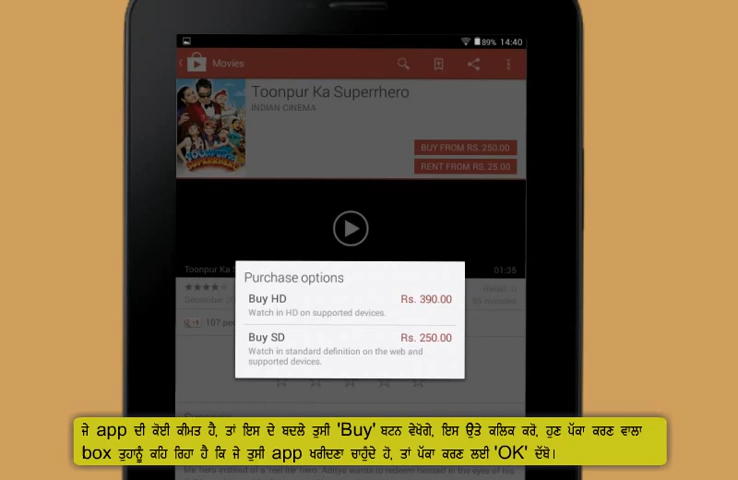 89% 14:40
Movies
Toonpur Ka Superrhero
INDIAN CINEMA
BUY FROM RS. 250.00
RENT FROM RS. 25.00
TOONPUR
SUPERRHERO
Toonpur Ka
01:35
Purchase options
Buy HD Rs. 390.00
Watch in HD on supported devices.
Buy SD Rs. 250.00
Watch in standard definition on the web and
supported devices.
ਜੇ app ਦੀ ਕੋਈ ਕੀਮਤ ਹੈ, ਤਾਂ ਇਸ ਦੇ ਬਦਲੇ ਤੁਸੀ 'Buy' ਬਟਨ ਵੇਖੋਗੇ, ਇਸ ਉਤੇ ਕਲਿਕ ਕਰੋ, ਹੁਣ ਪੱਕਾ ਕਰਣ ਵਾਲਾ
box ਤੁਹਾਨੂੰ ਕਹਿ ਰਿਹਾ ਹੈ ਕਿ ਜੇ ਤੁਸੀ app ਖਰੀਦਣਾ ਚਾਹੁੰਦੇ ਹੋ, ਤਾਂ ਪੱਕਾ ਕਰਣ ਲਈ 'OK' ਦੱਬੋ।